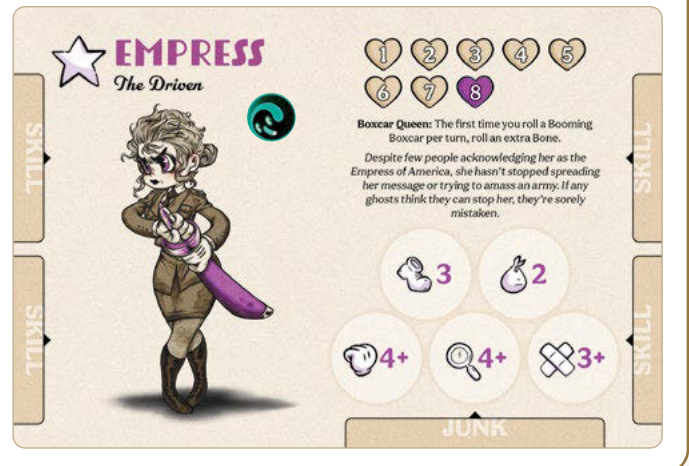 EMPRESS
The Driven
1 2 3 4 5
6 7 8
Boxcar Queen: The first time you roll a Booming
Boxcar per turn, roll an extra Bone.
Despite few people acknowledging her as the
Empress of America, she hasn't stopped spreading
her message or trying to amass an army. If any
ghosts think they can stop her, they're sorely
mistaken.
3 2
4+ 4+ 3+
SKILL
SKILL
SKILL
SKILL
JUNK